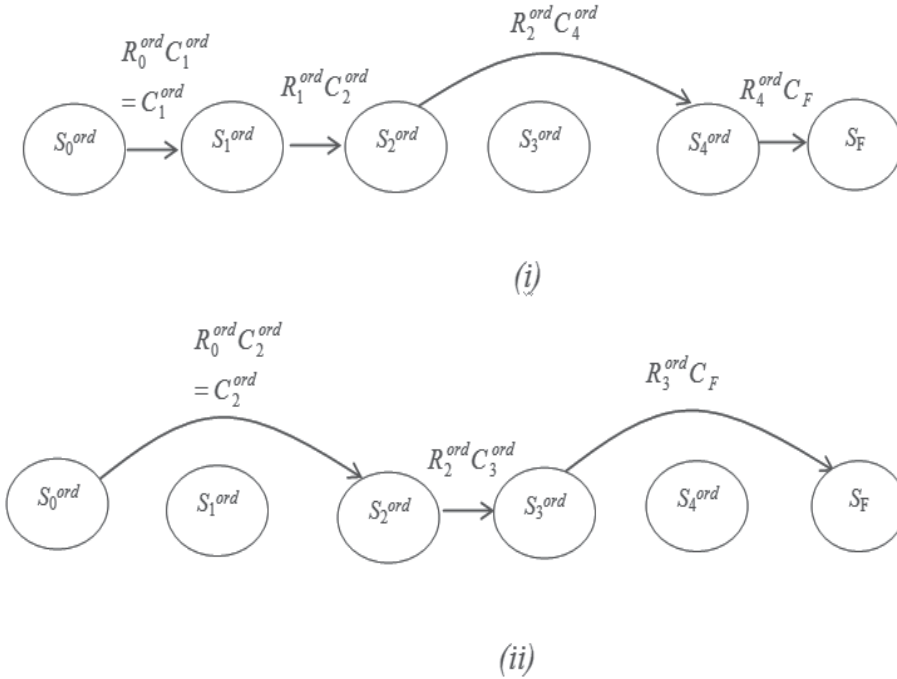 R_2^{ord} C_4^{ord}
R_0^{ord} C_1^{ord}
= C_1^{ord}
R_1^{ord} C_2^{ord}
R_4^{ord} C_F
S_0^{ord} S_1^{ord} S_2^{ord} S_3^{ord} S_4^{ord} S_F
(i)
R_0^{ord} C_2^{ord}
= C_2^{ord}
R_3^{ord} C_F
R_2^{ord} C_3^{ord}
S_0^{ord} S_1^{ord} S_2^{ord} S_3^{ord} S_4^{ord} S_F
(ii)